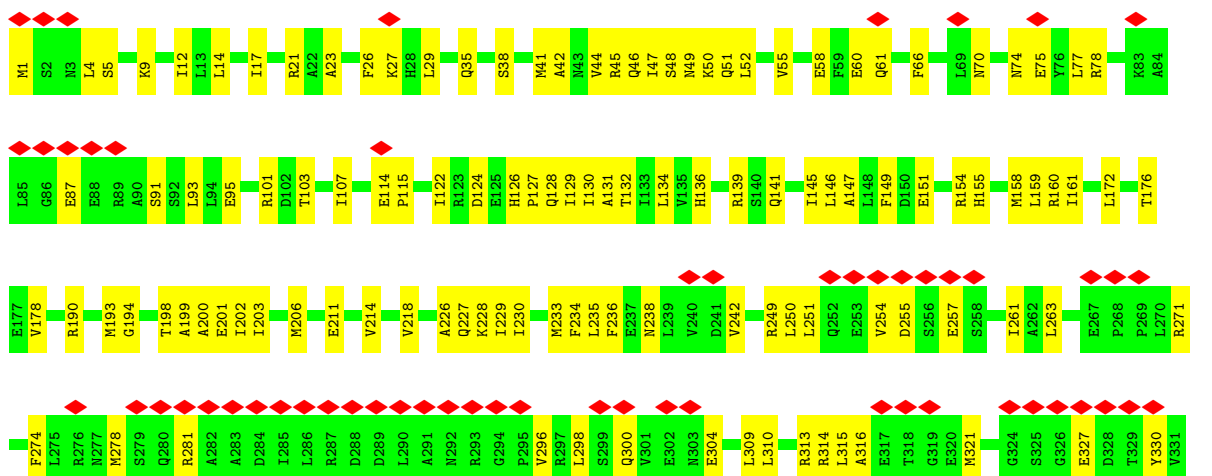 M1 S2 N3 L4 S5 K9 I12 L13 L14 I17 R21 A22 A23 F26 K27 H28 L29 Q35 S38 M41 A42 N43 V44 R45 Q46 I47 S48 N49 K50 Q51 L52 V55 E58 F59 E60 Q61 F66 L69 N70 N74 E75 Y76 L77 R78 K83 A84
L85 G86 E87 E88 R89 A90 S91 S92 L93 L94 E95 R101 D102 T103 I107 E114 P115 I122 R123 D124 E125 H126 P127 Q128 I129 I130 A131 T132 I133 L134 V135 H136 R139 S140 Q141 I145 L146 A147 L148 F149 D150 E151 R154 H155 M158 L159 R160 I161 L172 T176
E177 V178 R190 M193 G194 T198 A199 A200 E201 I202 I203 M206 E211 V214 V218 A226 Q227 K228 I229 I230 M233 F234 L235 F236 E237 N238 L239 V240 D241 V242 R249 L250 L251 Q252 E253 V254 D255 S256 E257 S258 I261 A262 L263 E267 P268 P269 L270 R271
F274 L275 R276 N277 M278 S279 Q280 R281 A282 A283 D284 I285 L286 R287 D288 D289 L290 A291 N292 R293 G294 P295 V296 R297 L298 S299 Q300 V301 E302 N303 E304 L309 L310 R313 R314 L315 A316 E317 T318 G319 E320 M321 G324 S325 G326 E327 D328 T329 Y330 V331